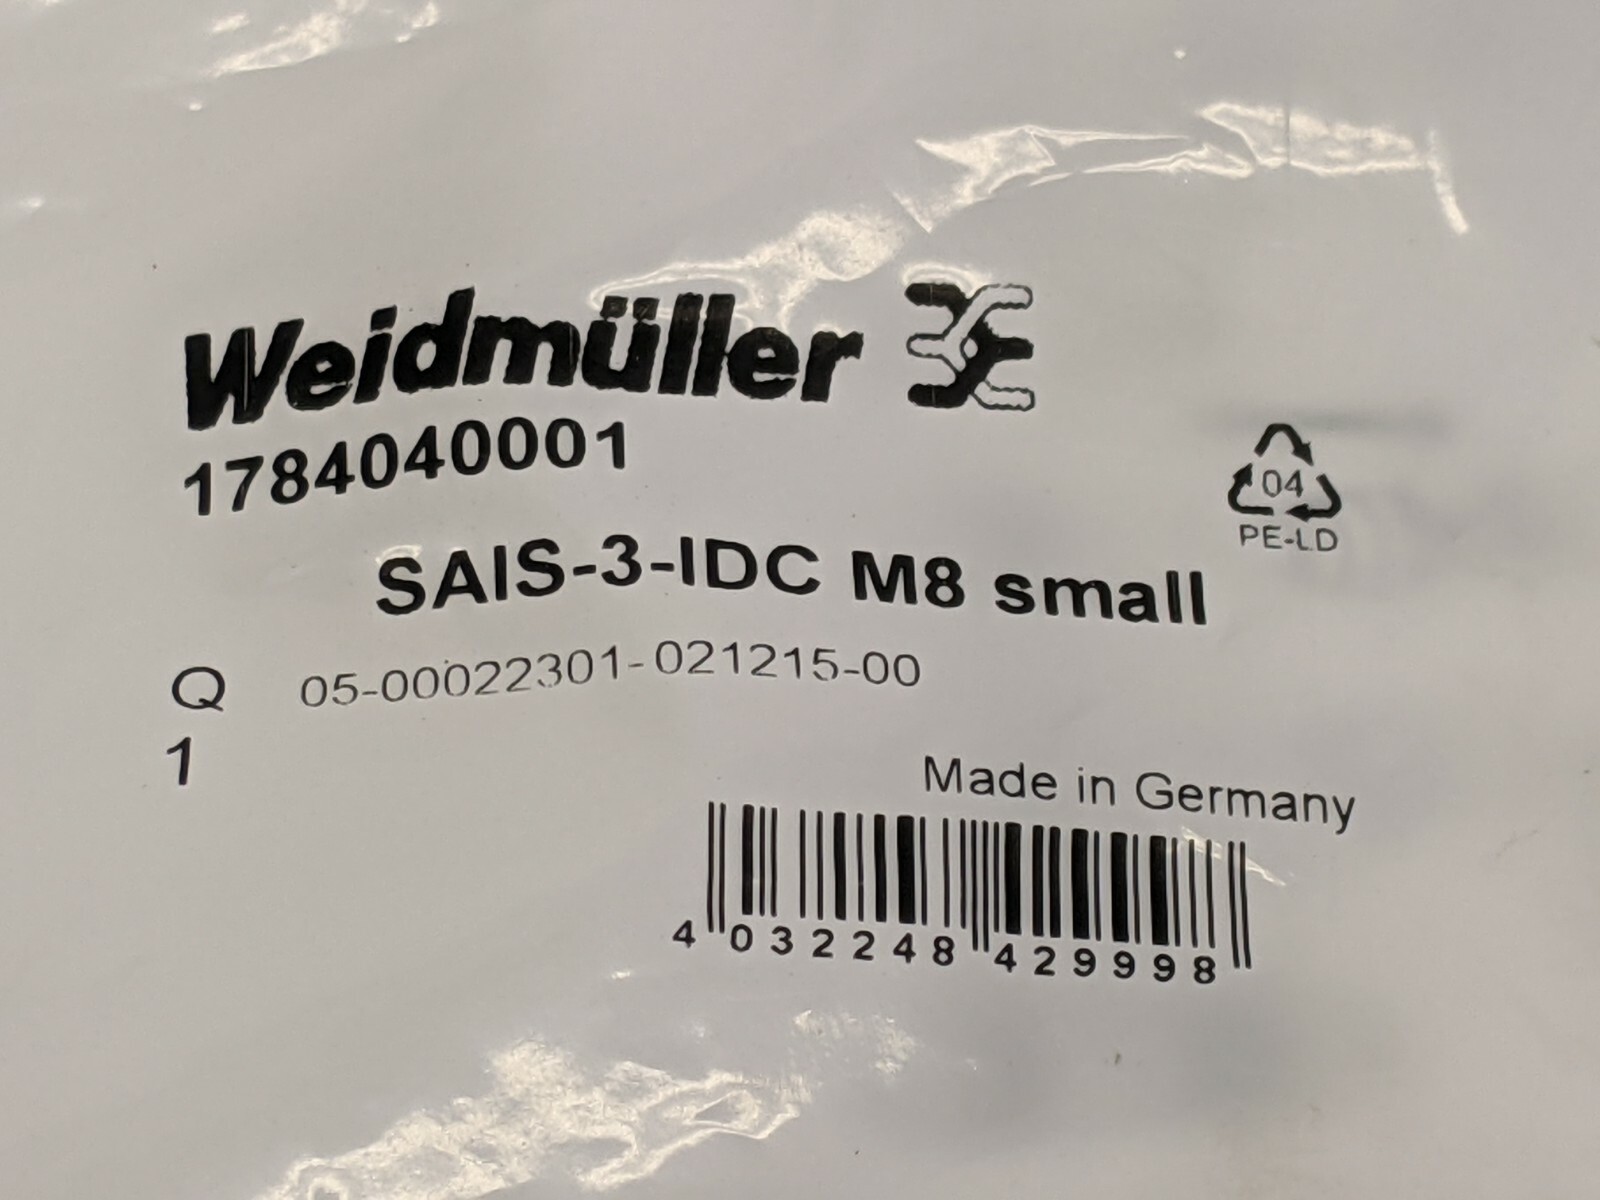 Weidmüller
1784040001
04
PE-LD
SAIS-3-IDC M8 small
Q 05-00022301-021215-00
1
Made in Germany
4 032248 429998